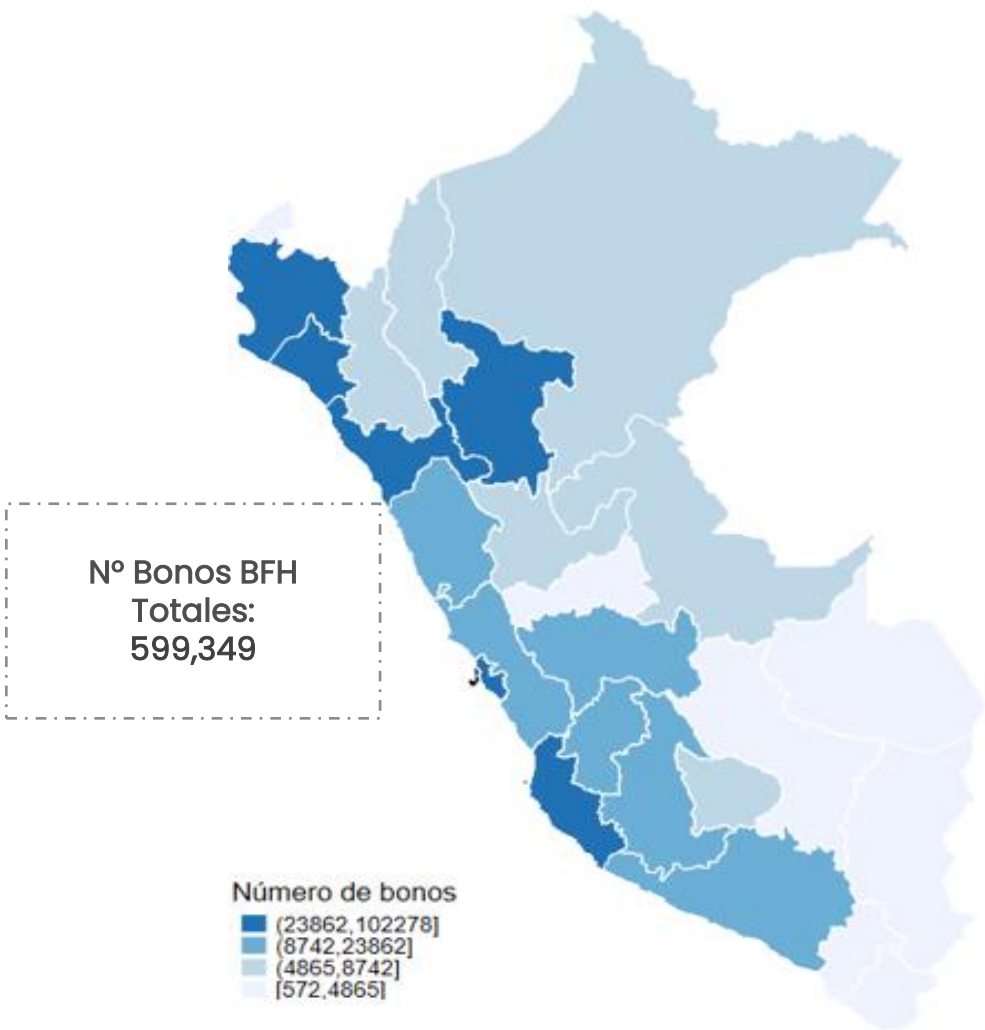 Nº Bonos BFH
Totales:
599,349
Número de bonos
(23862,102278]
(8742,23862]
(4865,8742]
[572,4865]